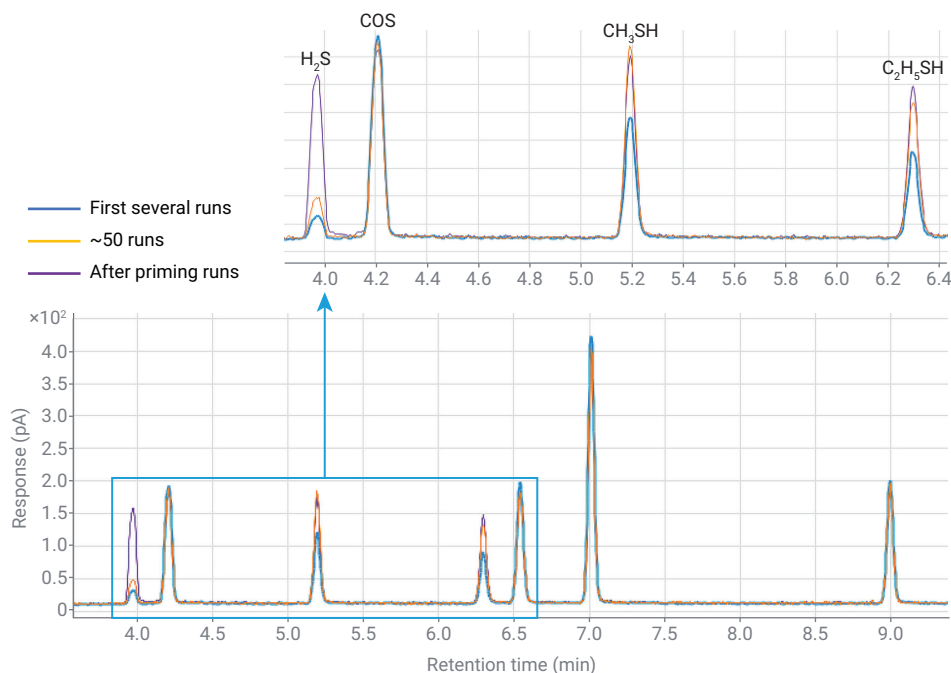 COS
CH₃SH
H₂S
C₂H₅SH
First several runs
~50 runs
After priming runs
4.0 4.2 4.4 4.6 4.8 5.0 5.2 5.4 5.6 5.8 6.0 6.2 6.4
×10²
4.0
3.5
3.0
2.5
2.0
1.5
1.0
0.5
0
Response (pA)
4.0 4.5 5.0 5.5 6.0 6.5 7.0 7.5 8.0 8.5 9.0
Retention time (min)